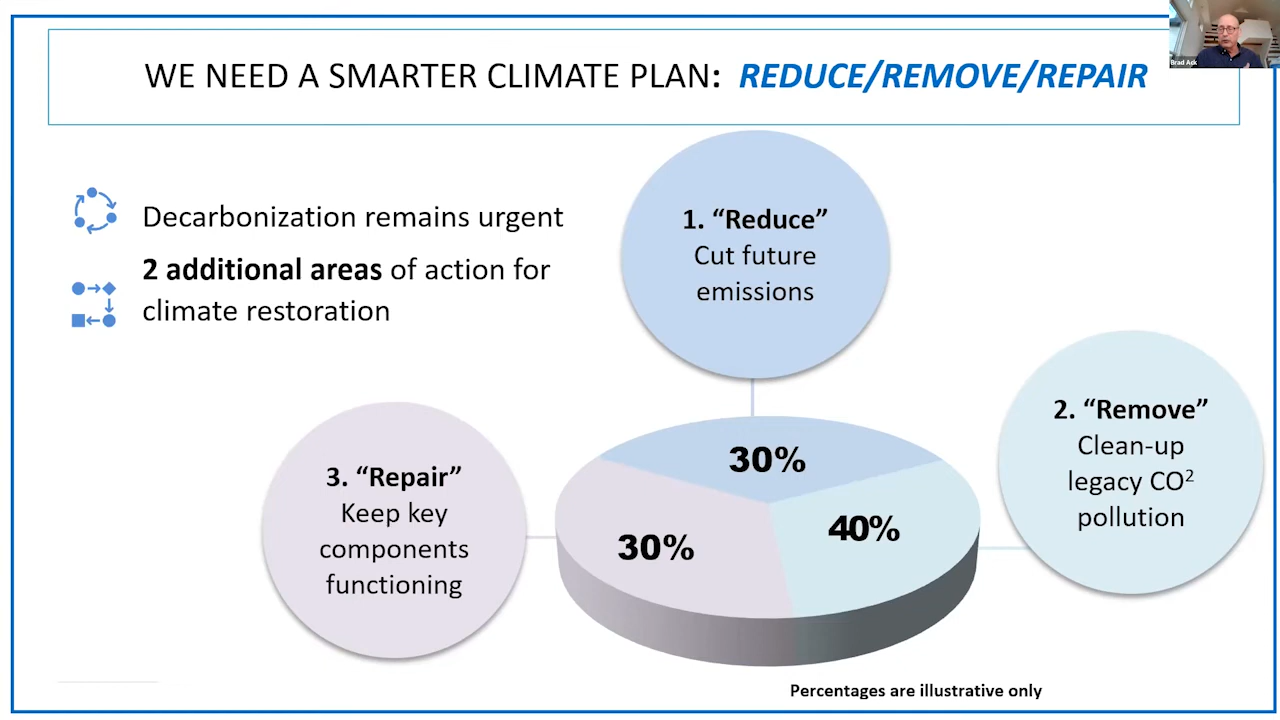 WE NEED A SMARTER CLIMATE PLAN: REDUCE/REMOVE/REPAIR
Brad Ack
Decarbonization remains urgent
2 additional areas of action for
climate restoration
1. “Reduce”
Cut future
emissions
2. “Remove”
Clean-up
legacy CO²
pollution
3. “Repair”
Keep key
components
functioning
30%
40%
30%
Percentages are illustrative only